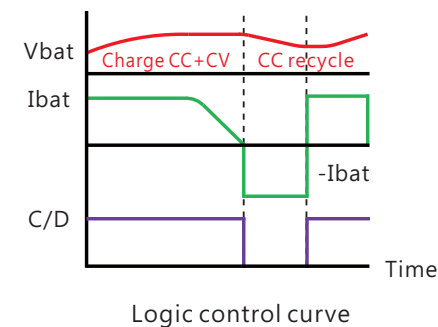 Vbat
Charge CC+CV
CC recycle
Ibat
-Ibat
C/D
Time
Logic control curve